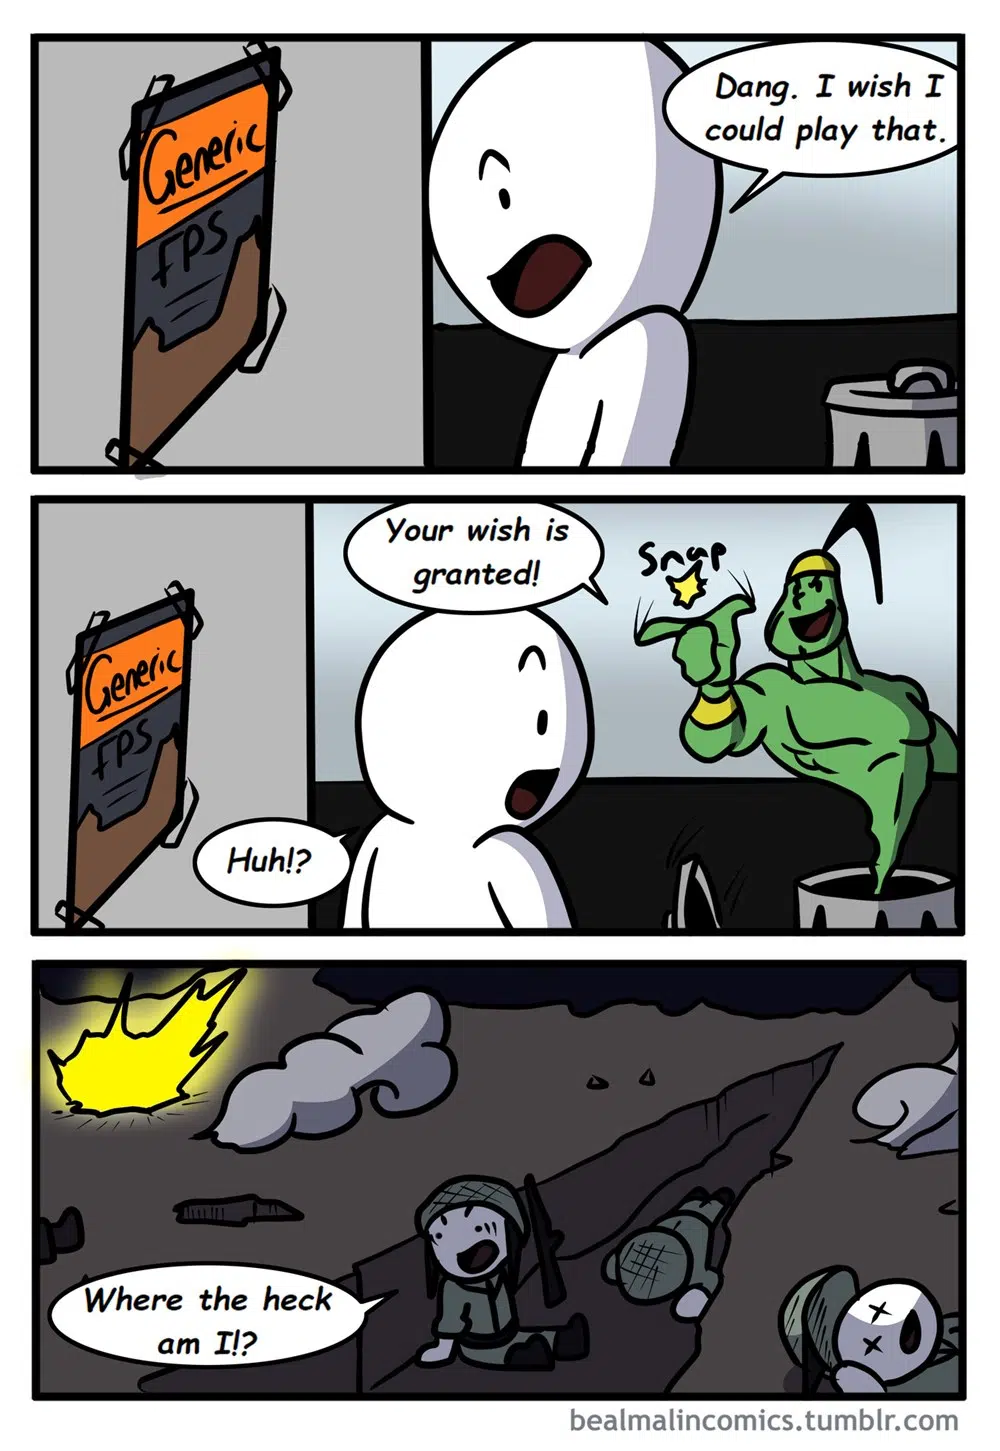 Generic
FPS
Dang. I wish I
could play that.
Your wish is
granted!
Snap
Generic
FPS
Huh!?
Where the heck
am I!?
bealmalincomics.tumblr.com